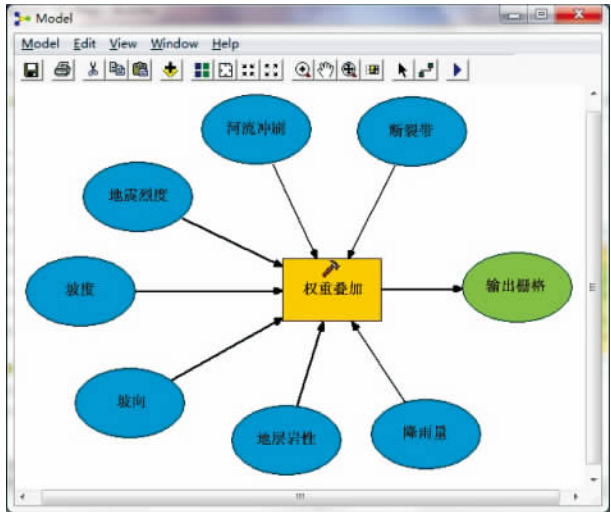 Model
Model Edit View Window Help
河流冲刷
断裂带
地震烈度
坡度
权重叠加
输出栅格
坡向
地层岩性
降雨量